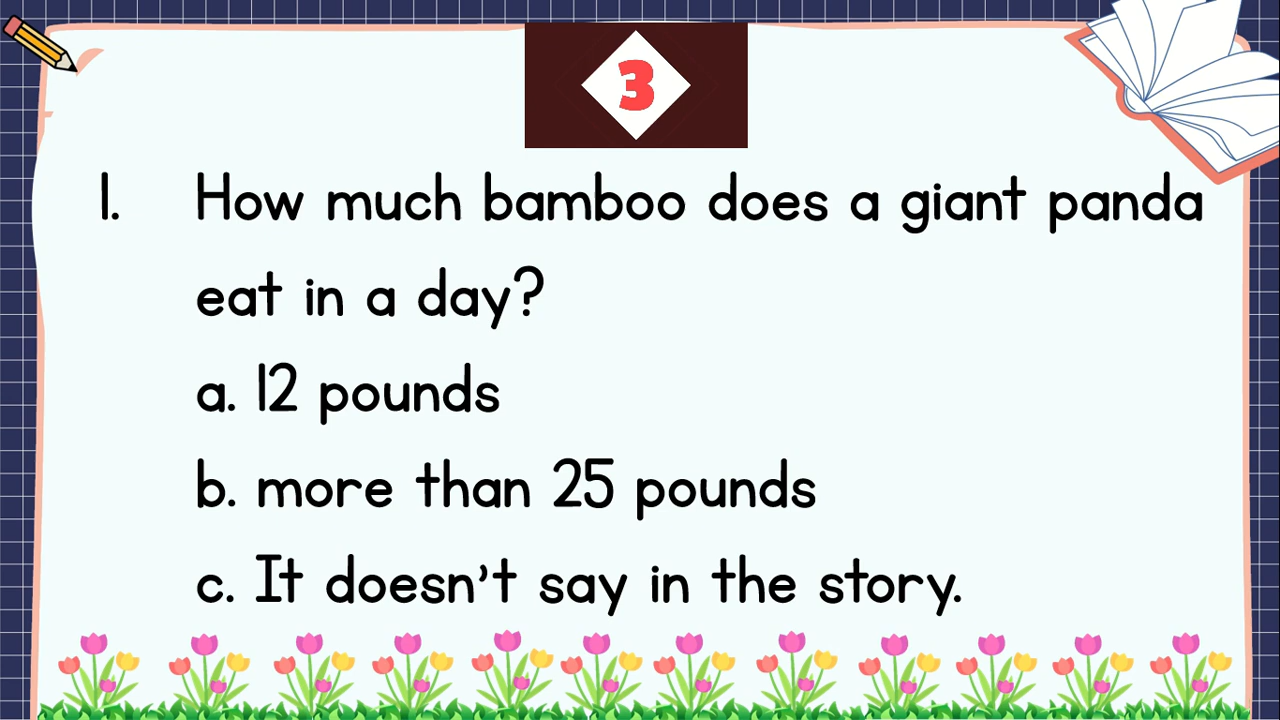 3
1. How much bamboo does a giant panda
eat in a day?
a. 12 pounds
b. more than 25 pounds
c. It doesn't say in the story.